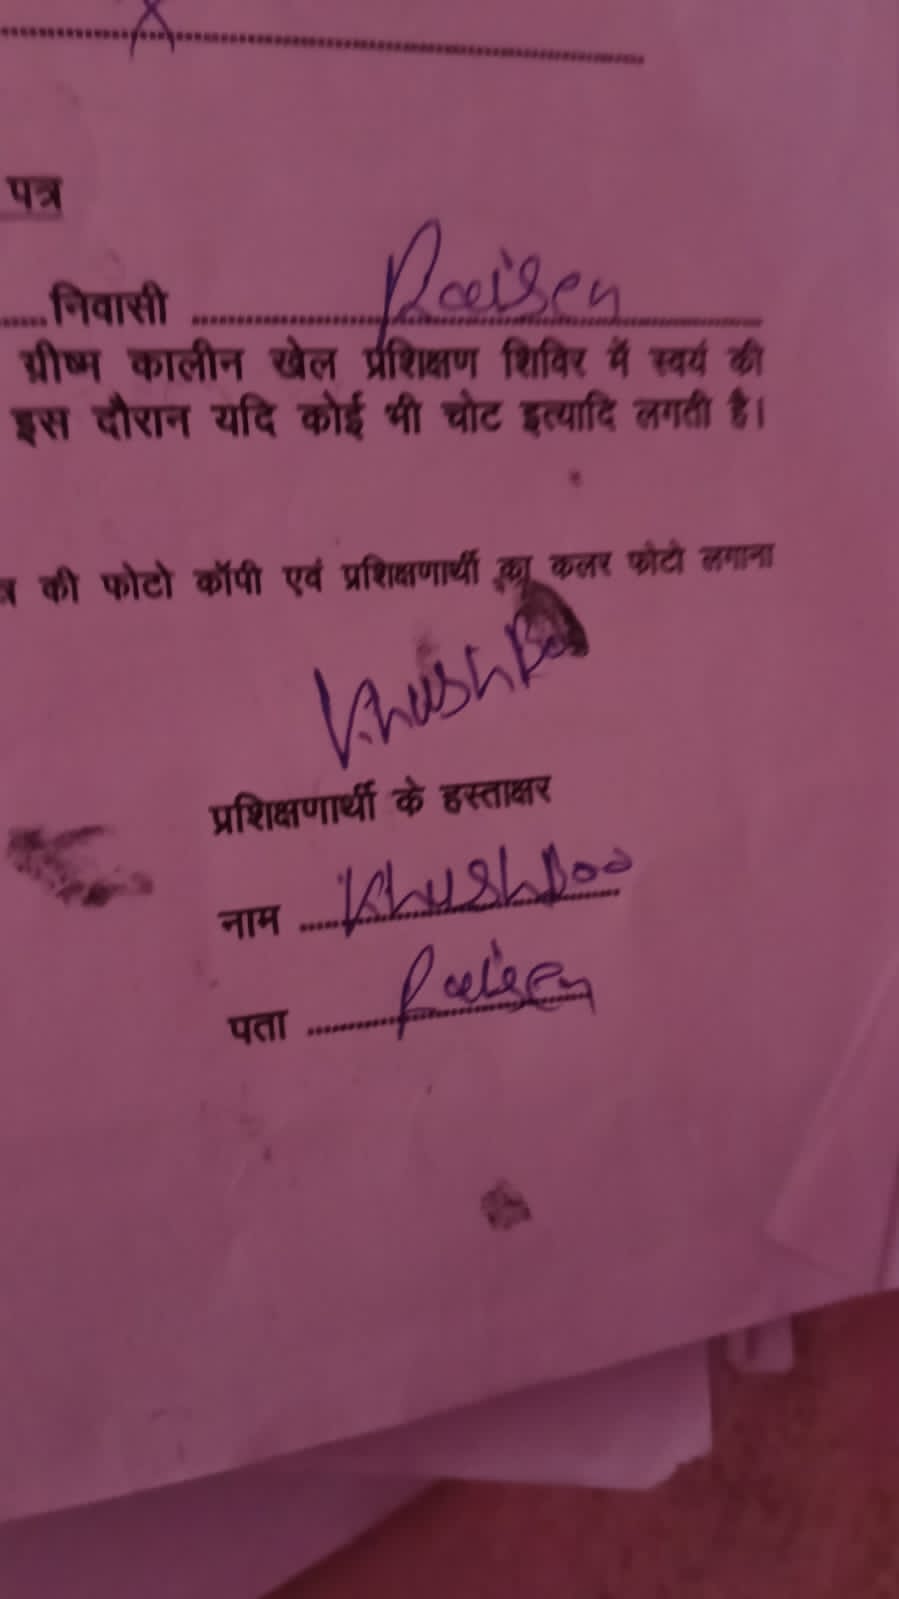 पत्र
निवासी Raisen
ग्रीष्म कालीन खेल प्रशिक्षण शिविर में स्वयं की
इस दौरान यदि कोई भी चोट इत्यादि लगती है।
की फोटो कॉपी एवं प्रशिक्षणार्थी का कलर फोटो लगाना
Khushboo
प्रशिक्षणार्थी के हस्ताक्षर
नाम Khushboo
पता Raisen